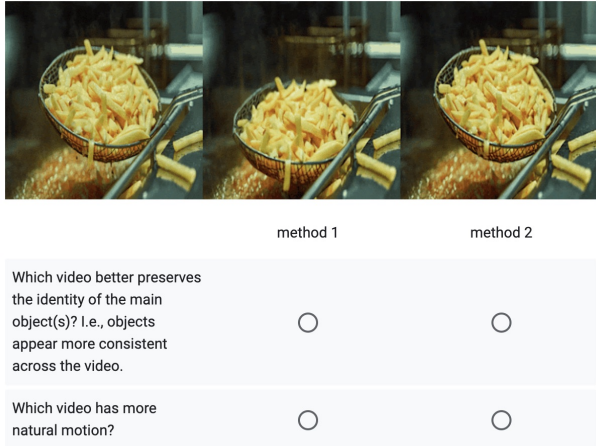 method 1
method 2
Which video better preserves
the identity of the main
object(s)? I.e., objects
appear more consistent
across the video.
Which video has more
natural motion?